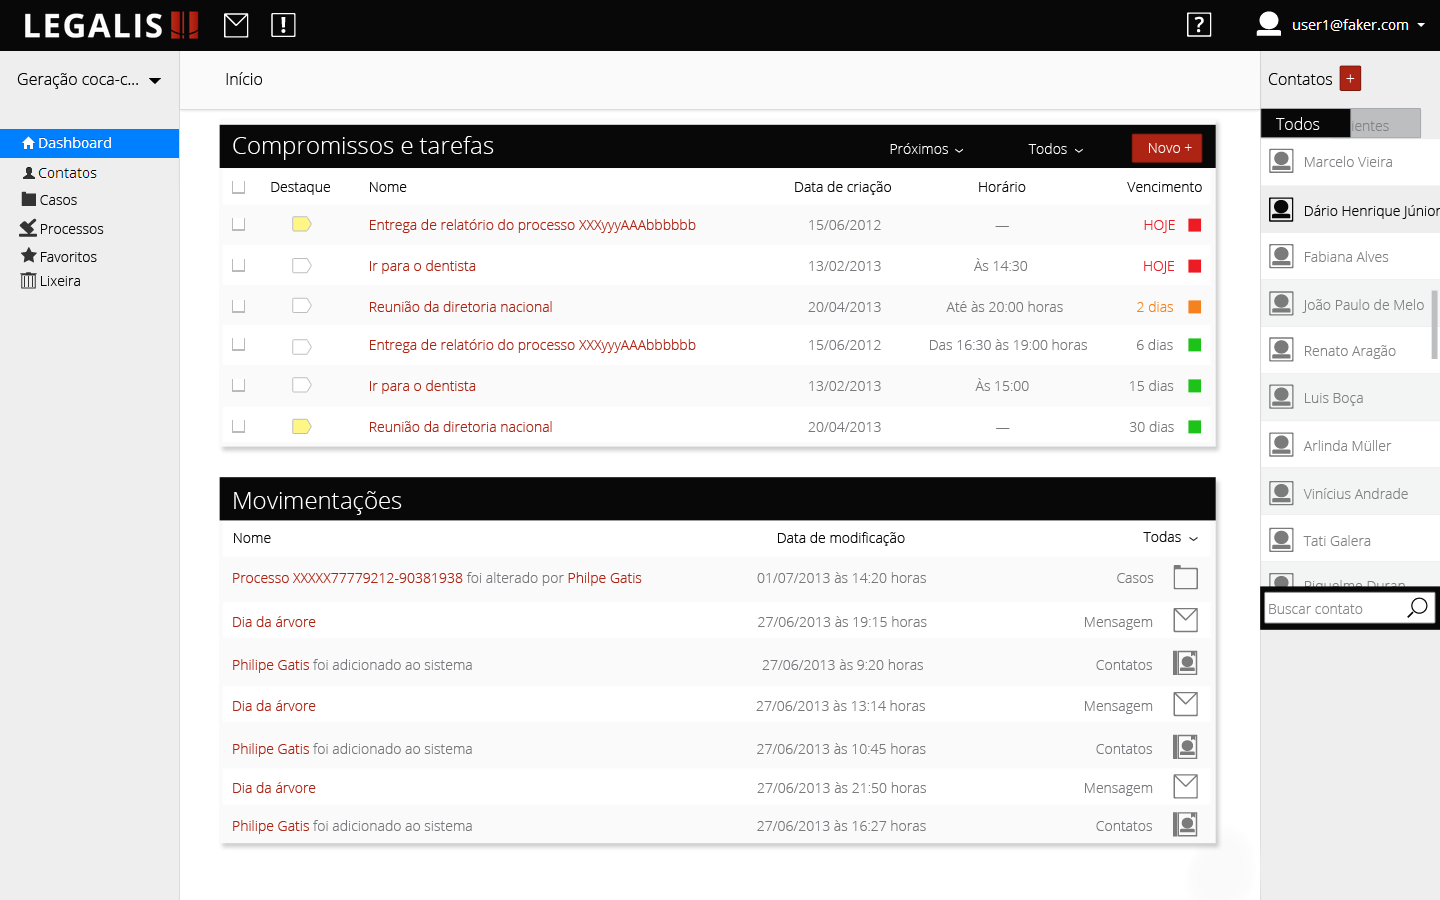 LEGALIS
!
?
user1@faker.com
Geração coca-c...
Início
Contatos +
Dashboard
Contatos
Casos
Processos
Favoritos
Lixeira
Compromissos e tarefas Próximos Todos Novo +
Destaque Nome Data de criação Horário Vencimento
Entrega de relatório do processo XXXyyyAAAbbbbbb 15/06/2012 — HOJE
Ir para o dentista 13/02/2013 Às 14:30 HOJE
Reunião da diretoria nacional 20/04/2013 Até às 20:00 horas 2 dias
Entrega de relatório do processo XXXyyyAAAbbbbbb 15/06/2012 Das 16:30 às 19:00 horas 6 dias
Ir para o dentista 13/02/2013 Às 15:00 15 dias
Reunião da diretoria nacional 20/04/2013 — 30 dias
Movimentações
Nome Data de modificação Todas
Processo XXXXX77779212-90381938 foi alterado por Philpe Gatis 01/07/2013 às 14:20 horas Casos
Dia da árvore 27/06/2013 às 19:15 horas Mensagem
Philipe Gatis foi adicionado ao sistema 27/06/2013 às 9:20 horas Contatos
Dia da árvore 27/06/2013 às 13:14 horas Mensagem
Philipe Gatis foi adicionado ao sistema 27/06/2013 às 10:45 horas Contatos
Dia da árvore 27/06/2013 às 21:50 horas Mensagem
Philipe Gatis foi adicionado ao sistema 27/06/2013 às 16:27 horas Contatos
Todos ientes
Marcelo Vieira
Dário Henrique Júnior
Fabiana Alves
João Paulo de Melo
Renato Aragão
Luis Boça
Arlinda Müller
Vinícius Andrade
Tati Galera
Riquelme Duran
Buscar contato